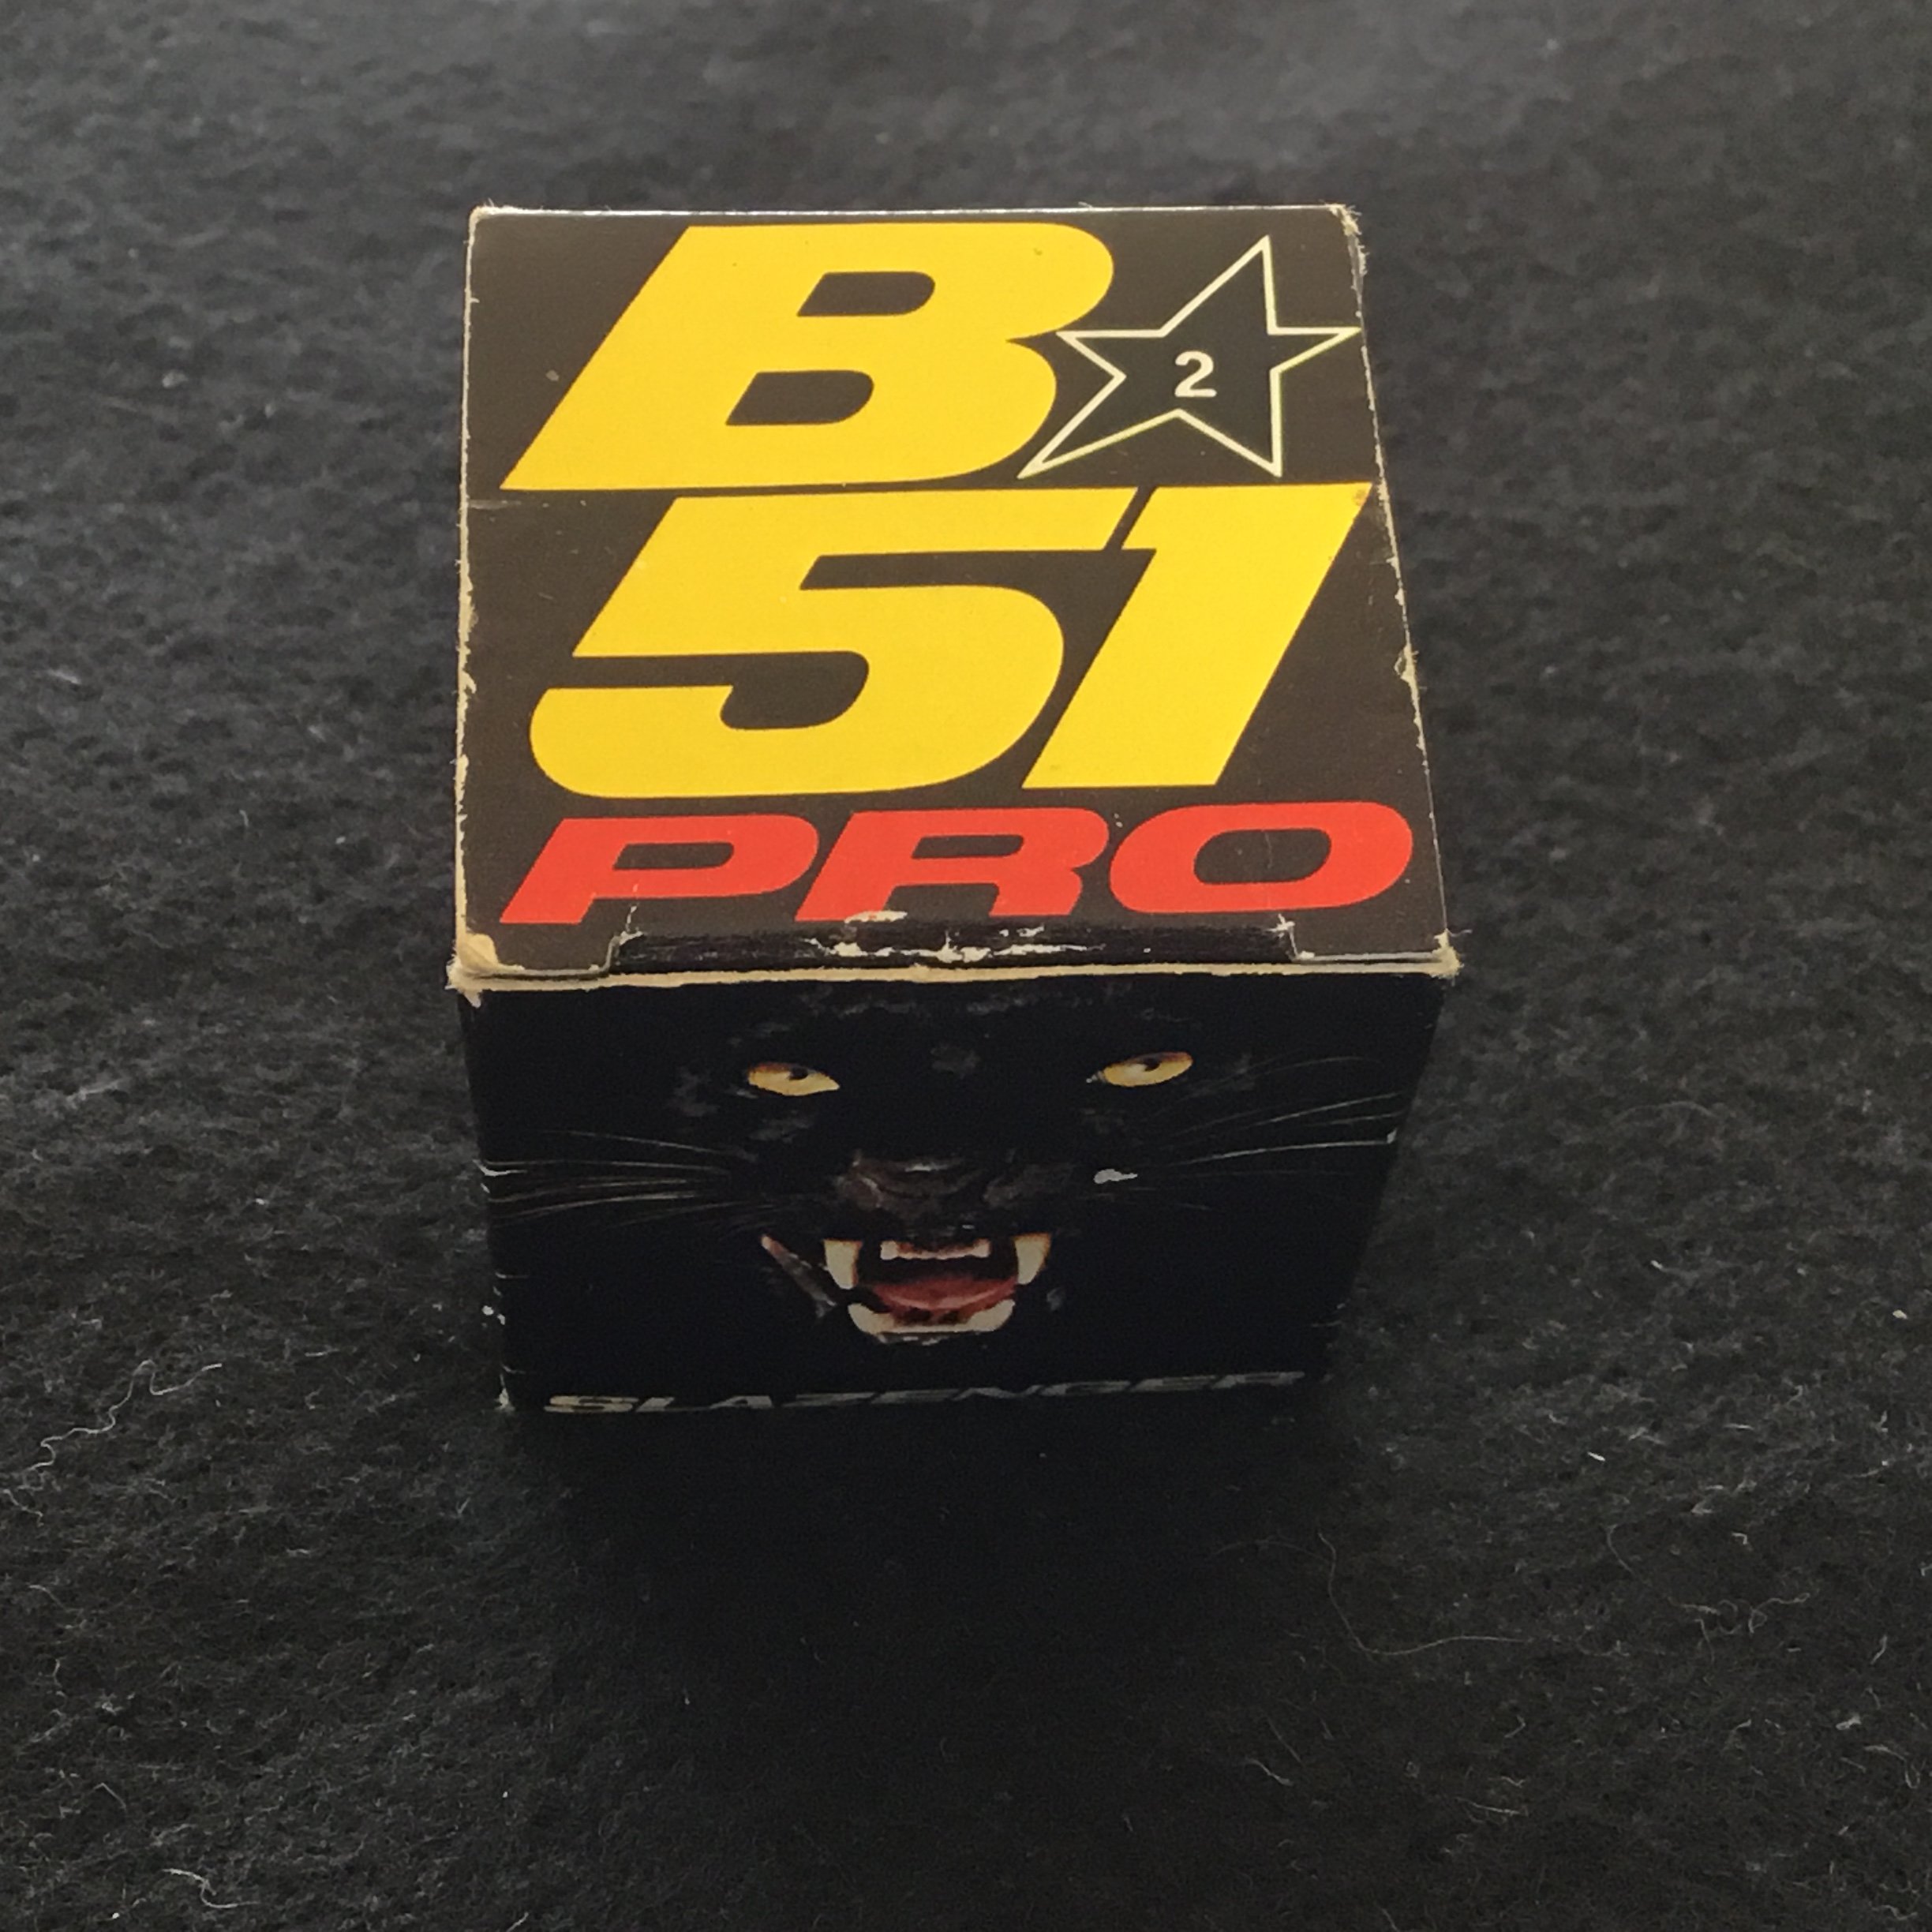 B 2
51
PRO
SLAZENGER